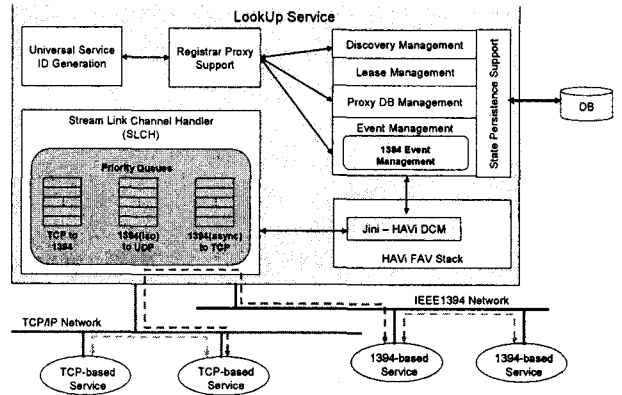 LookUp Service
Universal Service
ID Generation
Registrar Proxy
Support
Discovery Management
Lease Management
Proxy DB Management
Event Management
1394 Event
Management
State Persistence Support
DB
Stream Link Channel Handler
(SLCH)
Priority Queues
TCP to
1394
1394(iso)
to UDP
1394(async)
to TCP
Jini – HAVi DCM
HAVi FAV Stack
IEEE1394 Network
TCP/IP Network
TCP-based
Service
TCP-based
Service
1394-based
Service
1394-based
Service